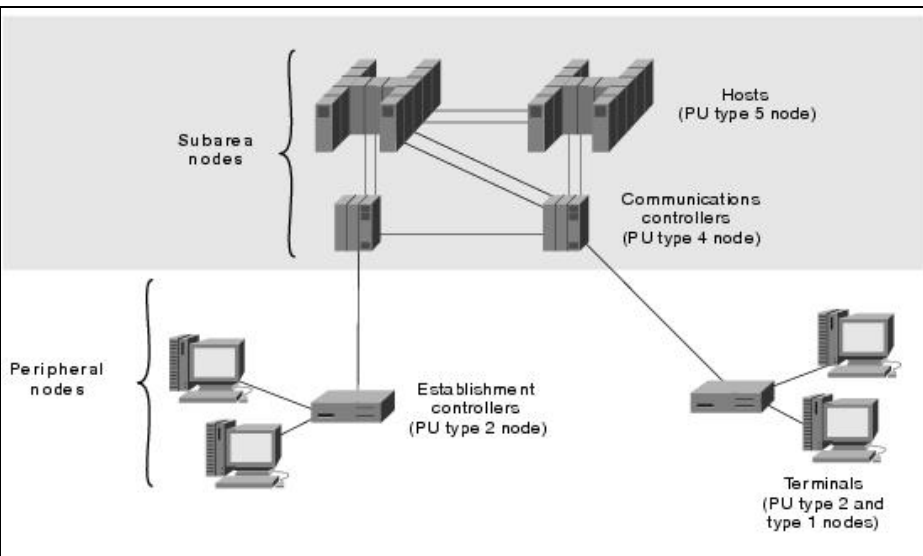 Hosts
(PU type 5 node)
Subarea
nodes
Communications
controllers
(PU type 4 node)
Peripheral
nodes
Establishment
controllers
(PU type 2 node)
Terminals
(PU type 2 and
type 1 nodes)